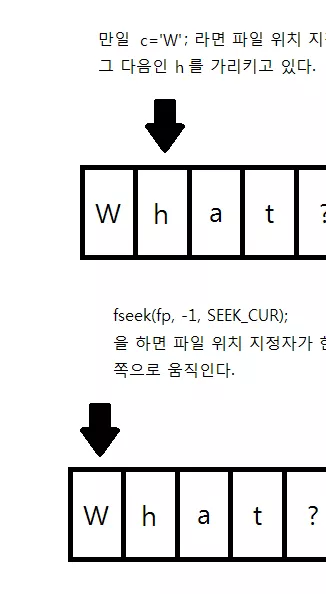 만일 c='W'; 라면 파일 위치 지
그 다음인 h 를 가리키고 있다.
W h a t ?
fseek(fp, -1, SEEK_CUR);
을 하면 파일 위치 지정자가
쪽으로 움직인다.
W h a t ?